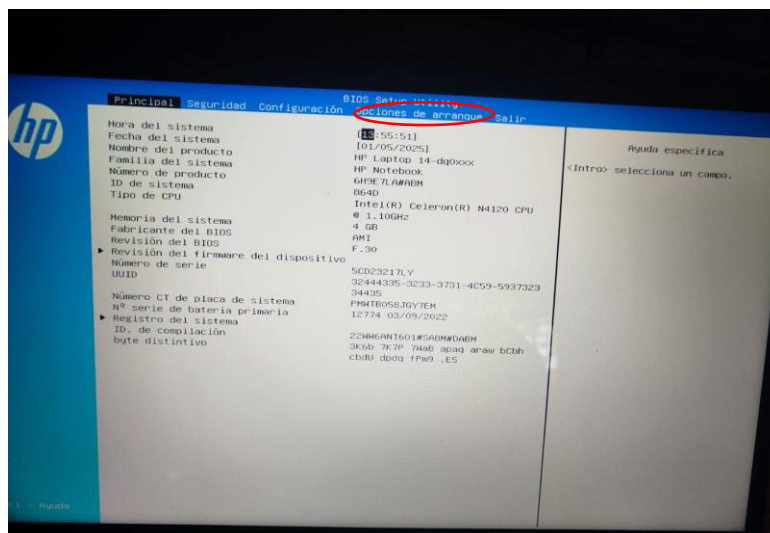 hp
BIOS Setup Utility
Principal Seguridad Configuración Opciones de arranque Salir
Hora del sistema [13:55:51]
Fecha del sistema [01/05/2025]
Nombre del producto HP Laptop 14-dq0xxx
Familia del sistema HP Notebook
Número de producto 6H9E7LA#ABM
ID de sistema 864D
Tipo de CPU Intel(R) Celeron(R) N4120 CPU
@ 1.10GHz
Memoria del sistema 4 GB
Fabricante del BIOS AMI
Revisión del BIOS F.30
Revisión del firmware del dispositivo
Número de serie 5CD23217LY
UUID 32444335-3233-3731-4C59-5937323
34435
Número CT de placa de sistema PMWTB058JGY7EM
Nº serie de batería primaria 12774 03/09/2022
Registro del sistema
ID. de compilación 22WW6ANT601#SABM#DABM
byte distintivo 3K6b 7K7P 7WaB apaq araw bCbh
cbdU dpdq fPm9 .ES
Ayuda específica
<Intro> selecciona un campo.
F1 - Ayuda